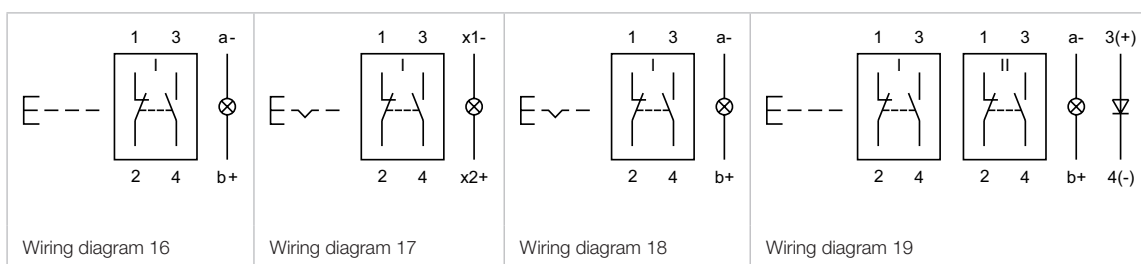 1 3 a-
I
2 4 b+
Wiring diagram 16
1 3 x1-
I
2 4 x2+
Wiring diagram 17
1 3 a-
I
2 4 b+
Wiring diagram 18
1 3 1 3 a- 3(+)
I II
2 4 2 4 b+ 4(-)
Wiring diagram 19